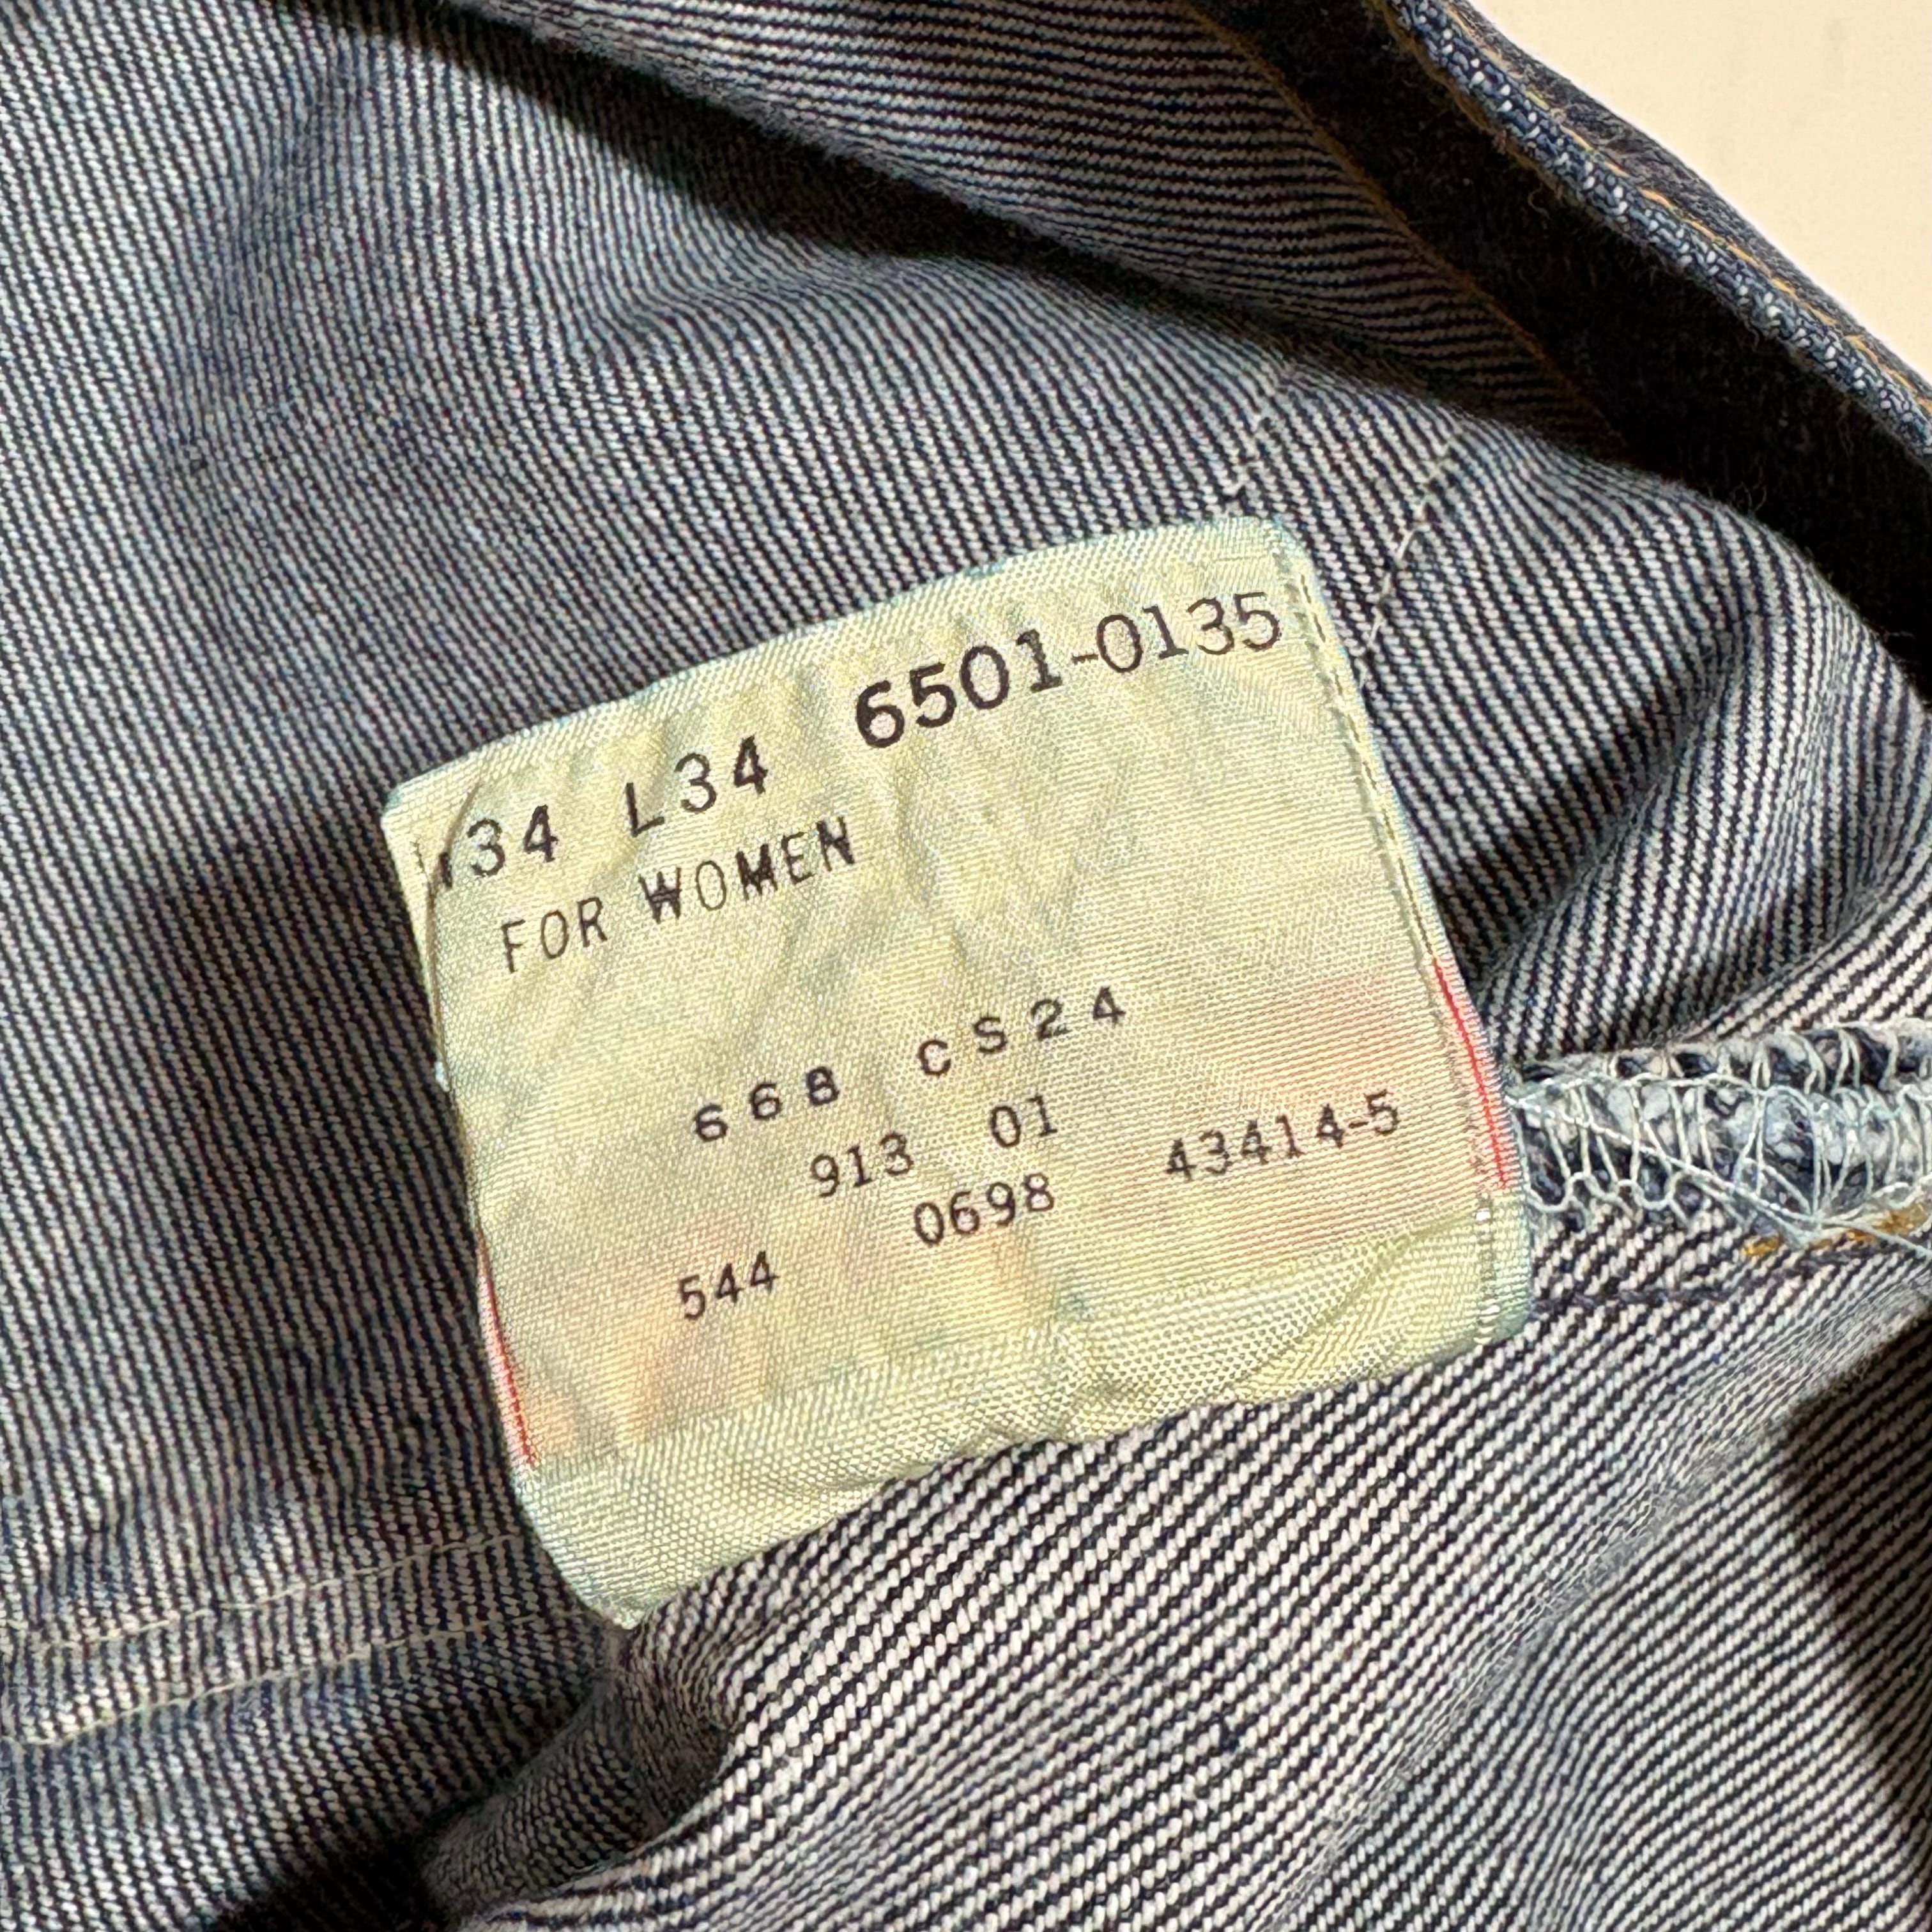 W34 L34 6501-0135
FOR WOMEN
668 CS24
913 01
0698 43414-5
544